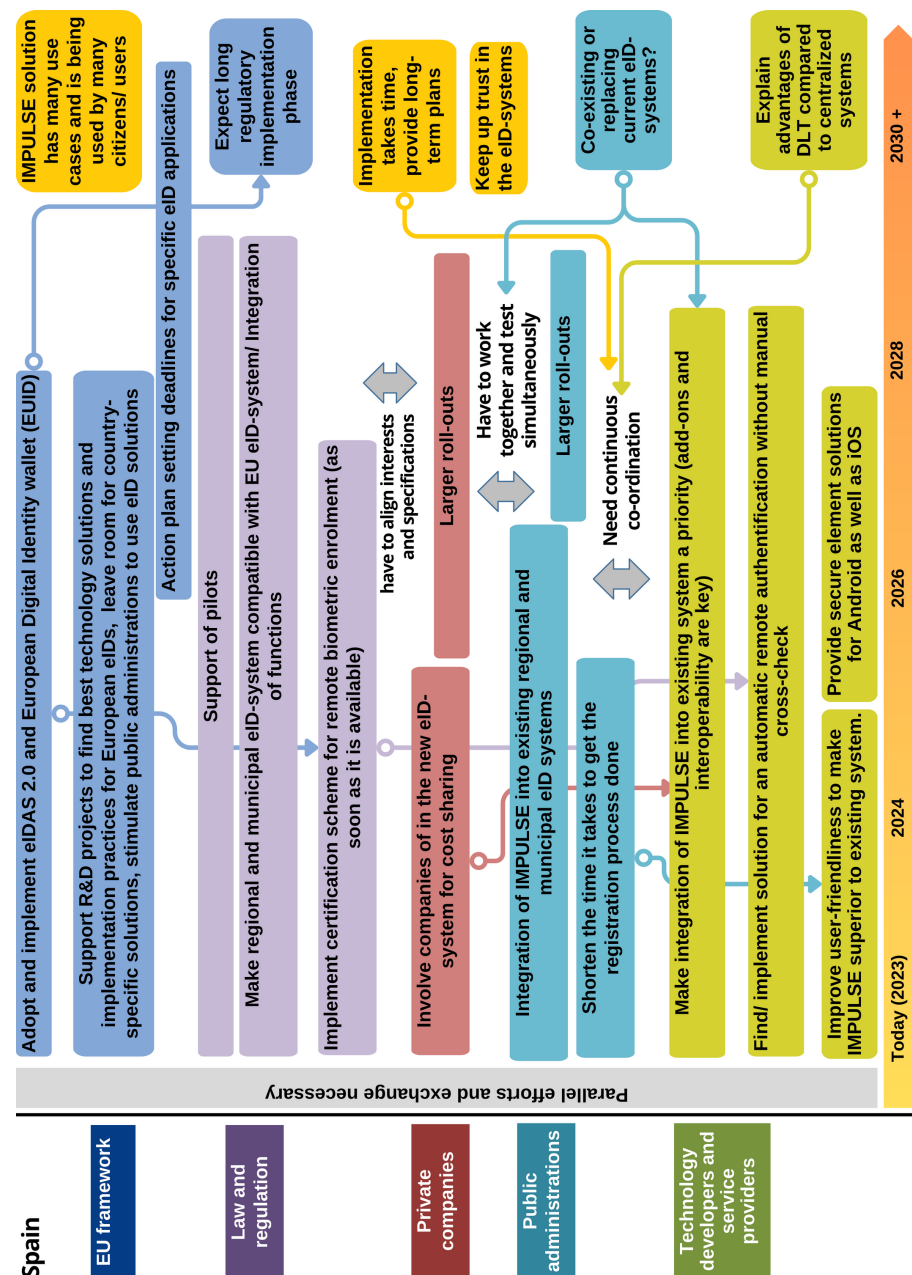 Spain
EU framework
Adopt and implement eIDAS 2.0 and European Digital Identity wallet (EUID)
Support R&D projects to find best technology solutions and
implementation practices for European eIDs, leave room for country-
specific solutions, stimulate public administrations to use eID solutions
Action plan setting deadlines for specific eID applications
IMPULSE solution
has many use
cases and is being
used by many
citizens/ users
Expect long
regulatory
implementation
phase
Law and
regulation
Support of pilots
Make regional and municipal eID-system compatible with EU eID-system/ Integration
of functions
Implement certification scheme for remote biometric enrolment (as
soon as it is available)
have to align interests
and specifications
Implementation
takes time,
provide long-
term plans
Keep up trust in
the eID-systems
Private
companies
Involve companies of in the new eID-
system for cost sharing
Larger roll-outs
Have to work
together and test
simultaneously
Public
administrations
Integration of IMPULSE into existing regional and
municipal eID systems
Larger roll-outs
Shorten the time it takes to get the
registration process done
Need continuous
co-ordination
Co-existing or
replacing
current eID-
systems?
Technology
developers and
service
providers
Make integration of IMPULSE into existing system a priority (add-ons and
interoperability are key)
Find/ implement solution for an automatic remote authentification without manual
cross-check
Improve user-friendliness to make
IMPULSE superior to existing system.
Provide secure element solutions
for Android as well as iOS
Explain
advantages of
DLT compared
to centralized
systems
Parallel efforts and exchange necessary
Today (2023)
2024
2026
2028
2030 +